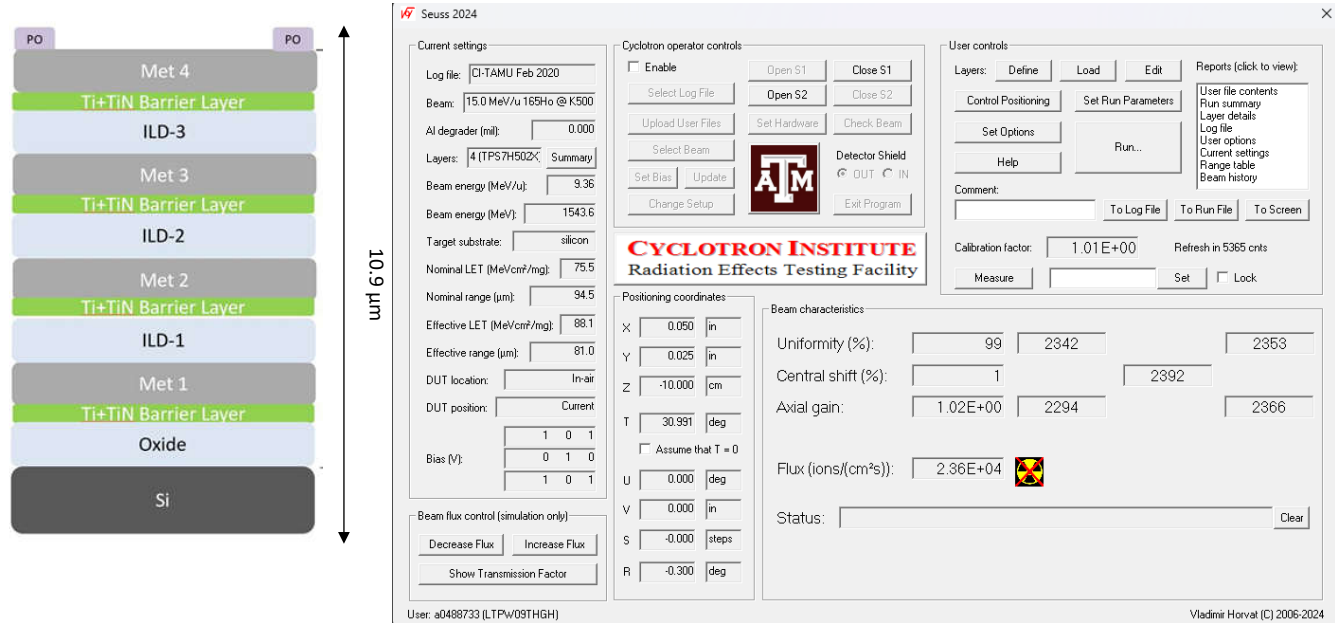 PO PO
Met 4
Ti+TiN Barrier Layer
ILD-3
Met 3
Ti+TiN Barrier Layer
ILD-2
Met 2
Ti+TiN Barrier Layer
ILD-1
Met 1
Ti+TiN Barrier Layer
Oxide
Si
10.9 μm
Seuss 2024
Current settings
Log file: CI-TAMU Feb 2020
Beam: 15.0 MeV/u 165Ho @ K500
Al degrader (mil): 0.000
Layers: 4 (TPS7H502X) Summary
Beam energy (MeV/u): 9.36
Beam energy (MeV): 1543.6
Target substrate: silicon
Nominal LET (MeVcm²/mg): 75.5
Nominal range (μm): 94.5
Effective LET (MeVcm²/mg): 88.1
Effective range (μm): 81.0
DUT location: In-air
DUT position: Current
1 0 1
Bias (V): 0 1 0
1 0 1
Beam flux control (simulation only)
Decrease Flux Increase Flux
Show Transmission Factor
User: a0488733 (LTPW09THGH)
Cyclotron operator controls
Enable Open S1 Close S1
Select Log File Open S2 Close S2
Upload User Files Set Hardware Check Beam
Select Beam Detector Shield
Set Bias Update OUT IN
Change Setup Exit Program
ATM
CYCLOTRON INSTITUTE
Radiation Effects Testing Facility
Positioning coordinates
X 0.050 in
Y 0.025 in
Z -10.000 cm
T 30.991 deg
Assume that T = 0
U 0.000 deg
V 0.000 in
S -0.000 steps
R -0.300 deg
User controls
Layers: Define Load Edit
Control Positioning Set Run Parameters
Set Options
Help
Run...
Reports (click to view):
User file contents
Run summary
Layer details
Log file
User options
Current settings
Range table
Beam history
Comment:
To Log File To Run File To Screen
Calibration factor: 1.01E+00 Refresh in 5365 cnts
Measure Set Lock
Beam characteristics
Uniformity (%): 99 2342 2353
Central shift (%): 1 2392
Axial gain: 1.02E+00 2294 2366
Flux (ions/(cm²s)): 2.36E+04
Status: Clear
Vladimir Horvat (C) 2006-2024